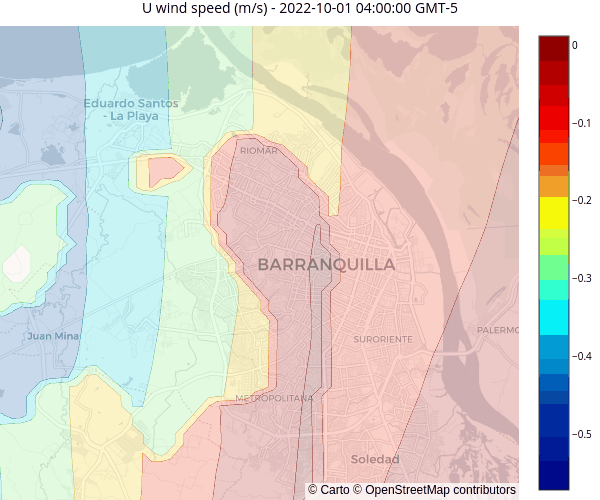 U wind speed (m/s) - 2022-10-01 04:00:00 GMT-5
0
−0.1
−0.2
−0.3
−0.4
−0.5
Eduardo Santos
- La Playa
RIOMAR
BARRANQUILLA
Juan Mina
SURORIENTE
PALERMO
METROPOLITANA
Soledad
© Carto © OpenStreetMap contributors